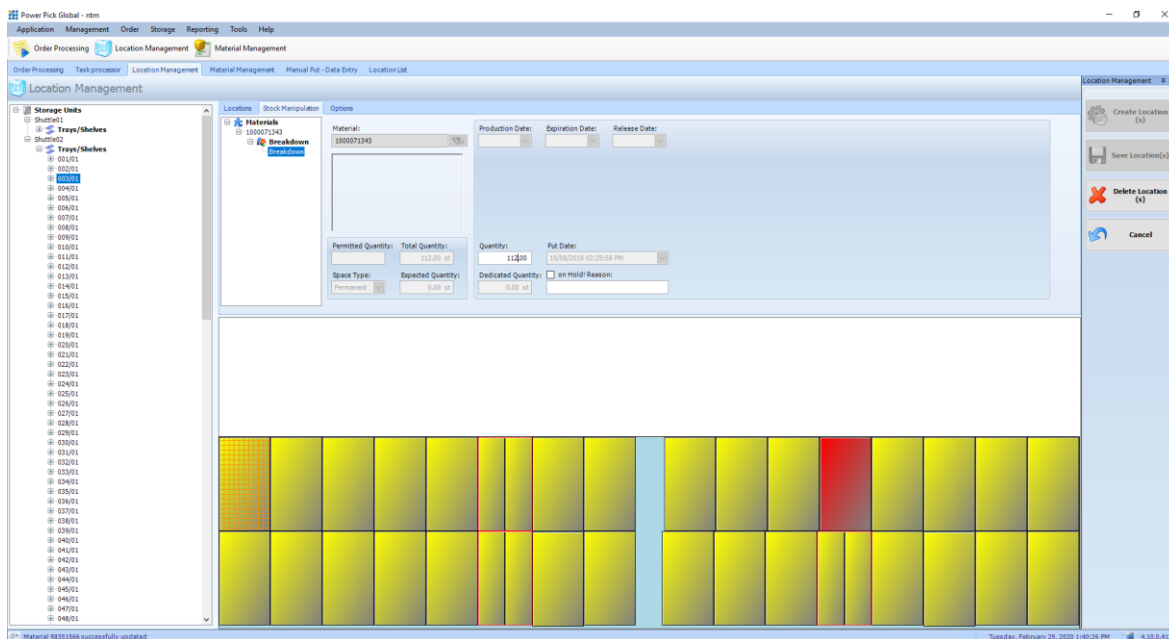 Power Pick Global - ntm
Application Management Order Storage Reporting Tools Help
Order Processing Location Management Material Management
Order Processing Task processor Location Management Material Management Manual Put - Data Entry Location List
Location Management
Location Management
Storage Units
Shuttle01
Trays/Shelves
Shuttle02
Trays/Shelves
001/01
002/01
003/01
004/01
005/01
006/01
007/01
008/01
009/01
010/01
011/01
012/01
013/01
014/01
015/01
016/01
017/01
018/01
019/01
020/01
021/01
022/01
023/01
024/01
025/01
026/01
027/01
028/01
029/01
030/01
031/01
032/01
033/01
034/01
035/01
036/01
037/01
038/01
039/01
040/01
041/01
042/01
043/01
044/01
045/01
046/01
047/01
048/01
Locations Stock Manipulation Options
Materials
1000071343
Breakdown
Breakdown
Material:
1000071343
Production Date: Expiration Date: Release Date:
Permitted Quantity: Total Quantity: Quantity: Put Date:
112.00 st 112.00 10/08/2019 02:25:58 PM
Space Type: Expected Quantity: Dedicated Quantity: on Hold! Reason:
Permanent 0.00 st 0.00 st
Create Location
(s)
Save Location(s)
Delete Location
(s)
Cancel
Material 98351566 successfully updated
Tuesday, February 25, 2020 1:40:26 PM 4.10.0.41